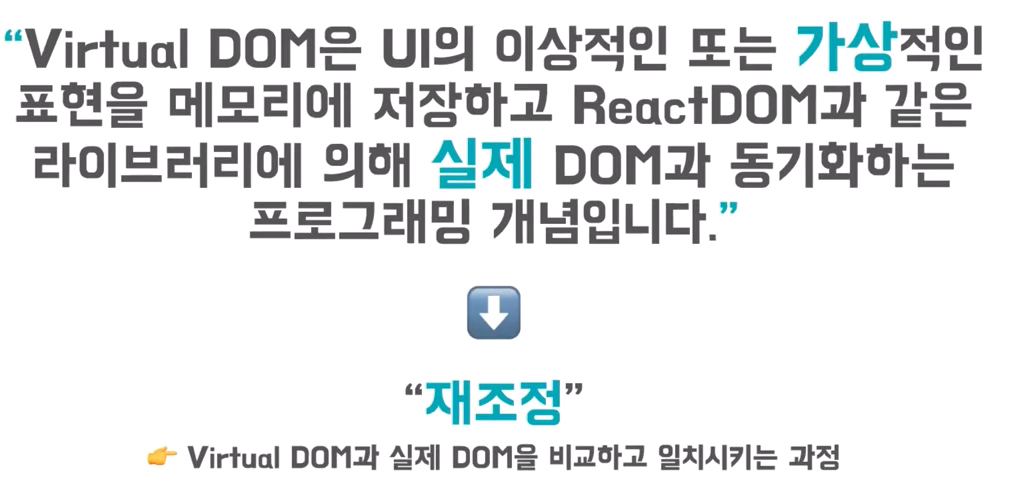 “Virtual DOM은 UI의 이상적인 또는 가상적인
표현을 메모리에 저장하고 ReactDOM과 같은
라이브러리에 의해 실제 DOM과 동기화하는
프로그래밍 개념입니다.”
“재조정”
👉 Virtual DOM과 실제 DOM을 비교하고 일치시키는 과정